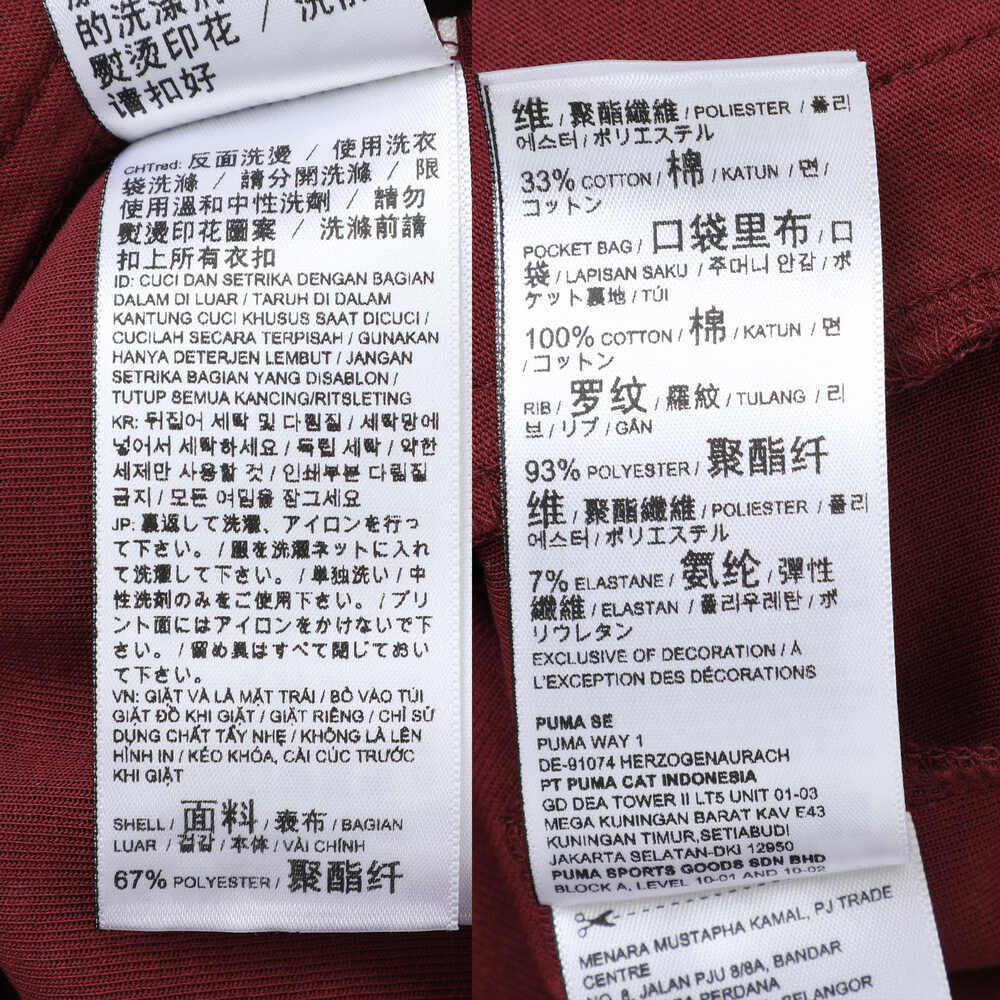 的洗涤剂
熨烫印花 / 洗
请扣好
CHTred: 反面洗燙 / 使用洗衣
袋洗滌 / 請分開洗滌 / 限
使用溫和中性洗劑 / 請勿
熨燙印花圖案 / 洗滌前請
扣上所有衣扣
ID: CUCI DAN SETRIKA DENGAN BAGIAN
DALAM DI LUAR / TARUH DI DALAM
KANTUNG CUCI KHUSUS SAAT DICUCI /
CUCILAH SECARA TERPISAH / GUNAKAN
HANYA DETERJEN LEMBUT / JANGAN
SETRIKA BAGIAN YANG DISABLON /
TUTUP SEMUA KANCING/RITSLETING
KR: 뒤집어 세탁 및 다림질 / 세탁망에
넣어서 세탁하세요 / 독립 세탁 / 약한
세제만 사용할 것 / 인쇄부분 다림질
금지 / 모든 여밈을 잠그세요
JP: 裏返して洗濯、アイロンを行っ
て下さい。 / 服を洗濯ネットに入れ
て洗濯して下さい。 / 単独洗い / 中
性洗剤のみをご使用下さい。 / プリ
ント面にはアイロンをかけないで下
さい。 / 留め具はすべて閉じておい
て下さい。
VN: GIẶT VÀ LÀ MẶT TRÁI / BỎ VÀO TÚI
GIẶT ĐỒ KHI GIẶT / GIẶT RIÊNG / CHỈ SỬ
DỤNG CHẤT TẨY NHẸ / KHÔNG LÀ LÊN
HÌNH IN / KÉO KHÓA, CÀI CÚC TRƯỚC
KHI GIẶT
SHELL / 面料 / 表布 / BAGIAN
LUAR / 겉감 / 本体 / VẢI CHÍNH
67% POLYESTER / 聚酯纤
维 / 聚酯纖維 / POLIESTER / 폴리
에스터 / ポリエステル
33% COTTON / 棉 / KATUN / 면 /
コットン
POCKET BAG / 口袋里布 / 口
袋 / LAPISAN SAKU / 주머니 안감 / ポ
ケット裏地 / TÚI
100% COTTON / 棉 / KATUN / 면
/ コットン
RIB / 罗纹 / 羅紋 / TULANG / 리
브 / リブ / GÂN
93% POLYESTER / 聚酯纤
维 / 聚酯纖維 / POLIESTER / 폴리
에스터 / ポリエステル
7% ELASTANE / 氨纶 / 彈性
纖維 / ELASTAN / 폴리우레탄 / ポ
リウレタン
EXCLUSIVE OF DECORATION / À
L'EXCEPTION DES DÉCORATIONS
PUMA SE
PUMA WAY 1
DE-91074 HERZOGENAURACH
PT PUMA CAT INDONESIA
GD DEA TOWER II LT5 UNIT 01-03
MEGA KUNINGAN BARAT KAV E43
KUNINGAN TIMUR,SETIABUDI
JAKARTA SELATAN-DKI 12950
PUMA SPORTS GOODS SDN BHD
BLOCK A, LEVEL 10-01 AND 10-02
MENARA MUSTAPHA KAMAL, PJ TRADE
CENTRE
NO. 8, JALAN PJU 8/8A, BANDAR
PERDANA
SELANGOR